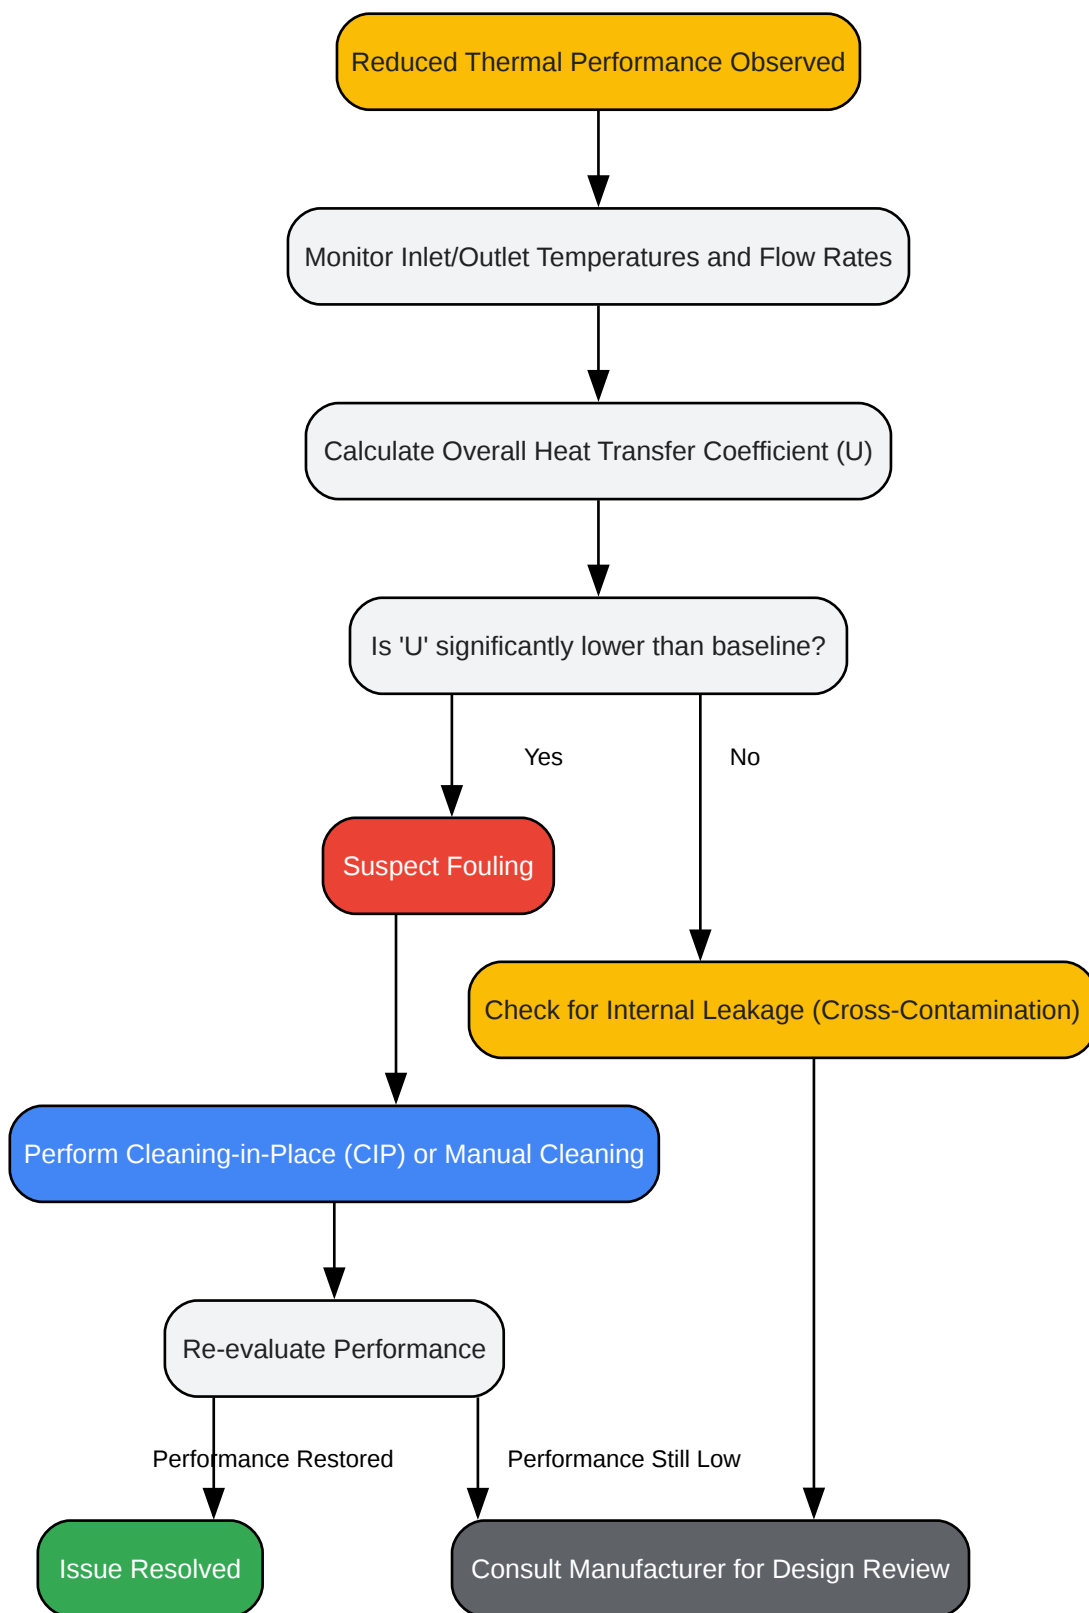 Reduced Thermal Performance Observed
Monitor Inlet/Outlet Temperatures and Flow Rates
Calculate Overall Heat Transfer Coefficient (U)
Is 'U' significantly lower than baseline?
Yes
No
Suspect Fouling
Check for Internal Leakage (Cross-Contamination)
Perform Cleaning-in-Place (CIP) or Manual Cleaning
Re-evaluate Performance
Performance Restored
Performance Still Low
Issue Resolved
Consult Manufacturer for Design Review